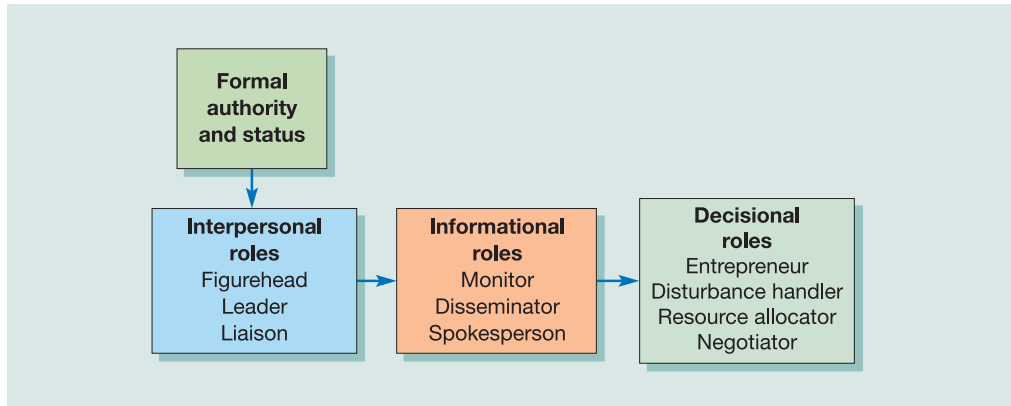 Formal
authority
and status
Interpersonal
roles
Figurehead
Leader
Liaison
Informational
roles
Monitor
Disseminator
Spokesperson
Decisional
roles
Entrepreneur
Disturbance handler
Resource allocator
Negotiator